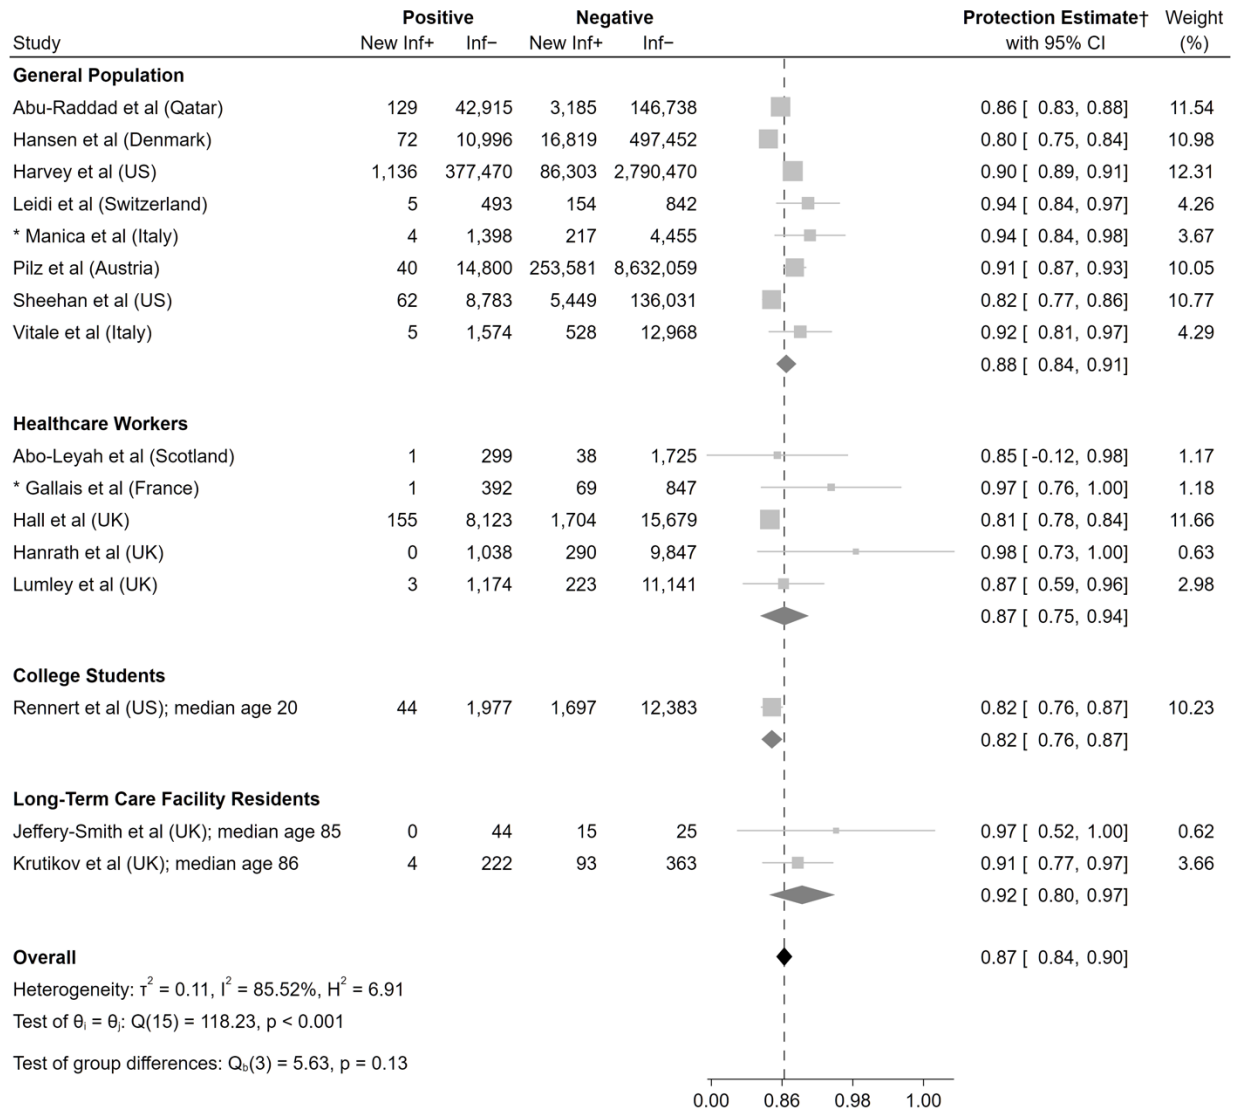 Positive Negative Protection Estimate† Weight
Study New Inf+ Inf− New Inf+ Inf− with 95% CI (%)
General Population
Abu-Raddad et al (Qatar) 129 42,915 3,185 146,738 0.86 [ 0.83, 0.88] 11.54
Hansen et al (Denmark) 72 10,996 16,819 497,452 0.80 [ 0.75, 0.84] 10.98
Harvey et al (US) 1,136 377,470 86,303 2,790,470 0.90 [ 0.89, 0.91] 12.31
Leidi et al (Switzerland) 5 493 154 842 0.94 [ 0.84, 0.97] 4.26
* Manica et al (Italy) 4 1,398 217 4,455 0.94 [ 0.84, 0.98] 3.67
Pilz et al (Austria) 40 14,800 253,581 8,632,059 0.91 [ 0.87, 0.93] 10.05
Sheehan et al (US) 62 8,783 5,449 136,031 0.82 [ 0.77, 0.86] 10.77
Vitale et al (Italy) 5 1,574 528 12,968 0.92 [ 0.81, 0.97] 4.29
0.88 [ 0.84, 0.91]
Healthcare Workers
Abo-Leyah et al (Scotland) 1 299 38 1,725 0.85 [ -0.12, 0.98] 1.17
* Gallais et al (France) 1 392 69 847 0.97 [ 0.76, 1.00] 1.18
Hall et al (UK) 155 8,123 1,704 15,679 0.81 [ 0.78, 0.84] 11.66
Hanrath et al (UK) 0 1,038 290 9,847 0.98 [ 0.73, 1.00] 0.63
Lumley et al (UK) 3 1,174 223 11,141 0.87 [ 0.59, 0.96] 2.98
0.87 [ 0.75, 0.94]
College Students
Rennert et al (US); median age 20 44 1,977 1,697 12,383 0.82 [ 0.76, 0.87] 10.23
0.82 [ 0.76, 0.87]
Long-Term Care Facility Residents
Jeffery-Smith et al (UK); median age 85 0 44 15 25 0.97 [ 0.52, 1.00] 0.62
Krutikov et al (UK); median age 86 4 222 93 363 0.91 [ 0.77, 0.97] 3.66
0.92 [ 0.80, 0.97]
Overall 0.87 [ 0.84, 0.90]
Heterogeneity: τ² = 0.11, I² = 85.52%, H² = 6.91
Test of θᵢ = θⱼ: Q(15) = 118.23, p < 0.001
Test of group differences: Q_b(3) = 5.63, p = 0.13
0.00 0.86 0.98 1.00